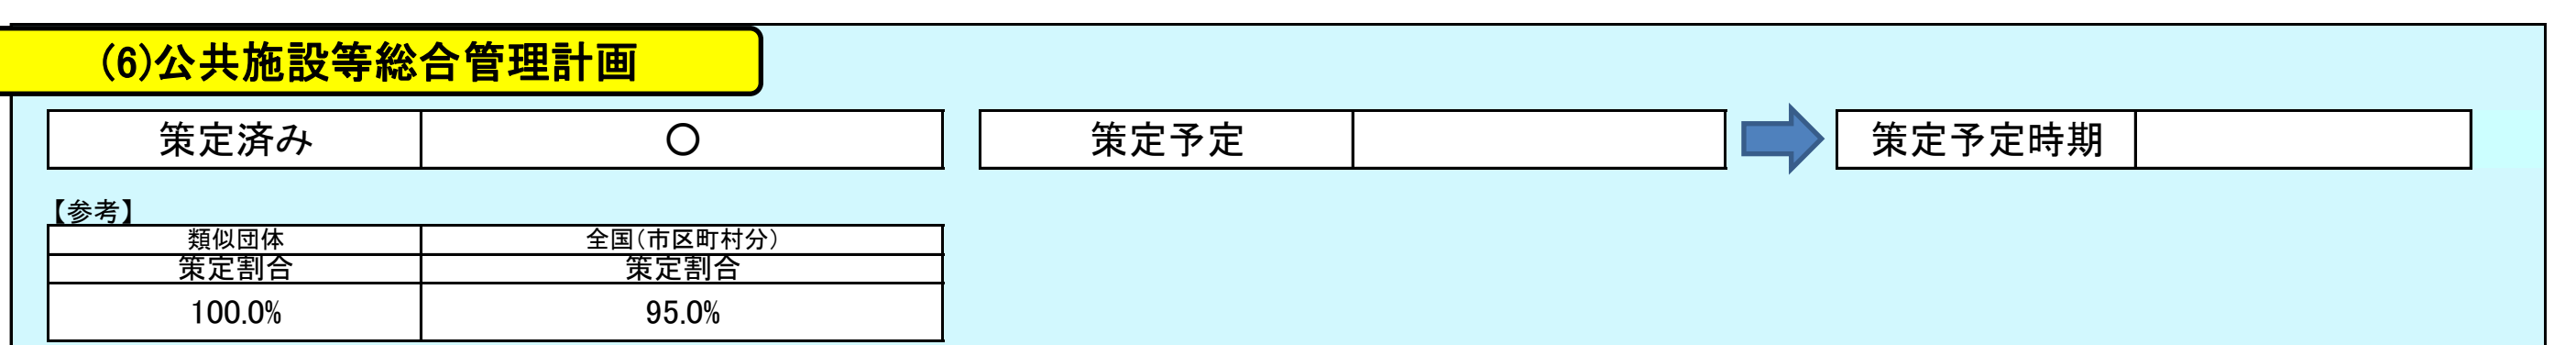 (6)公共施設等総合管理計画
策定済み ○ 策定予定 策定予定時期
【参考】
類似団体 全国(市区町村分)
策定割合 策定割合
100.0% 95.0%